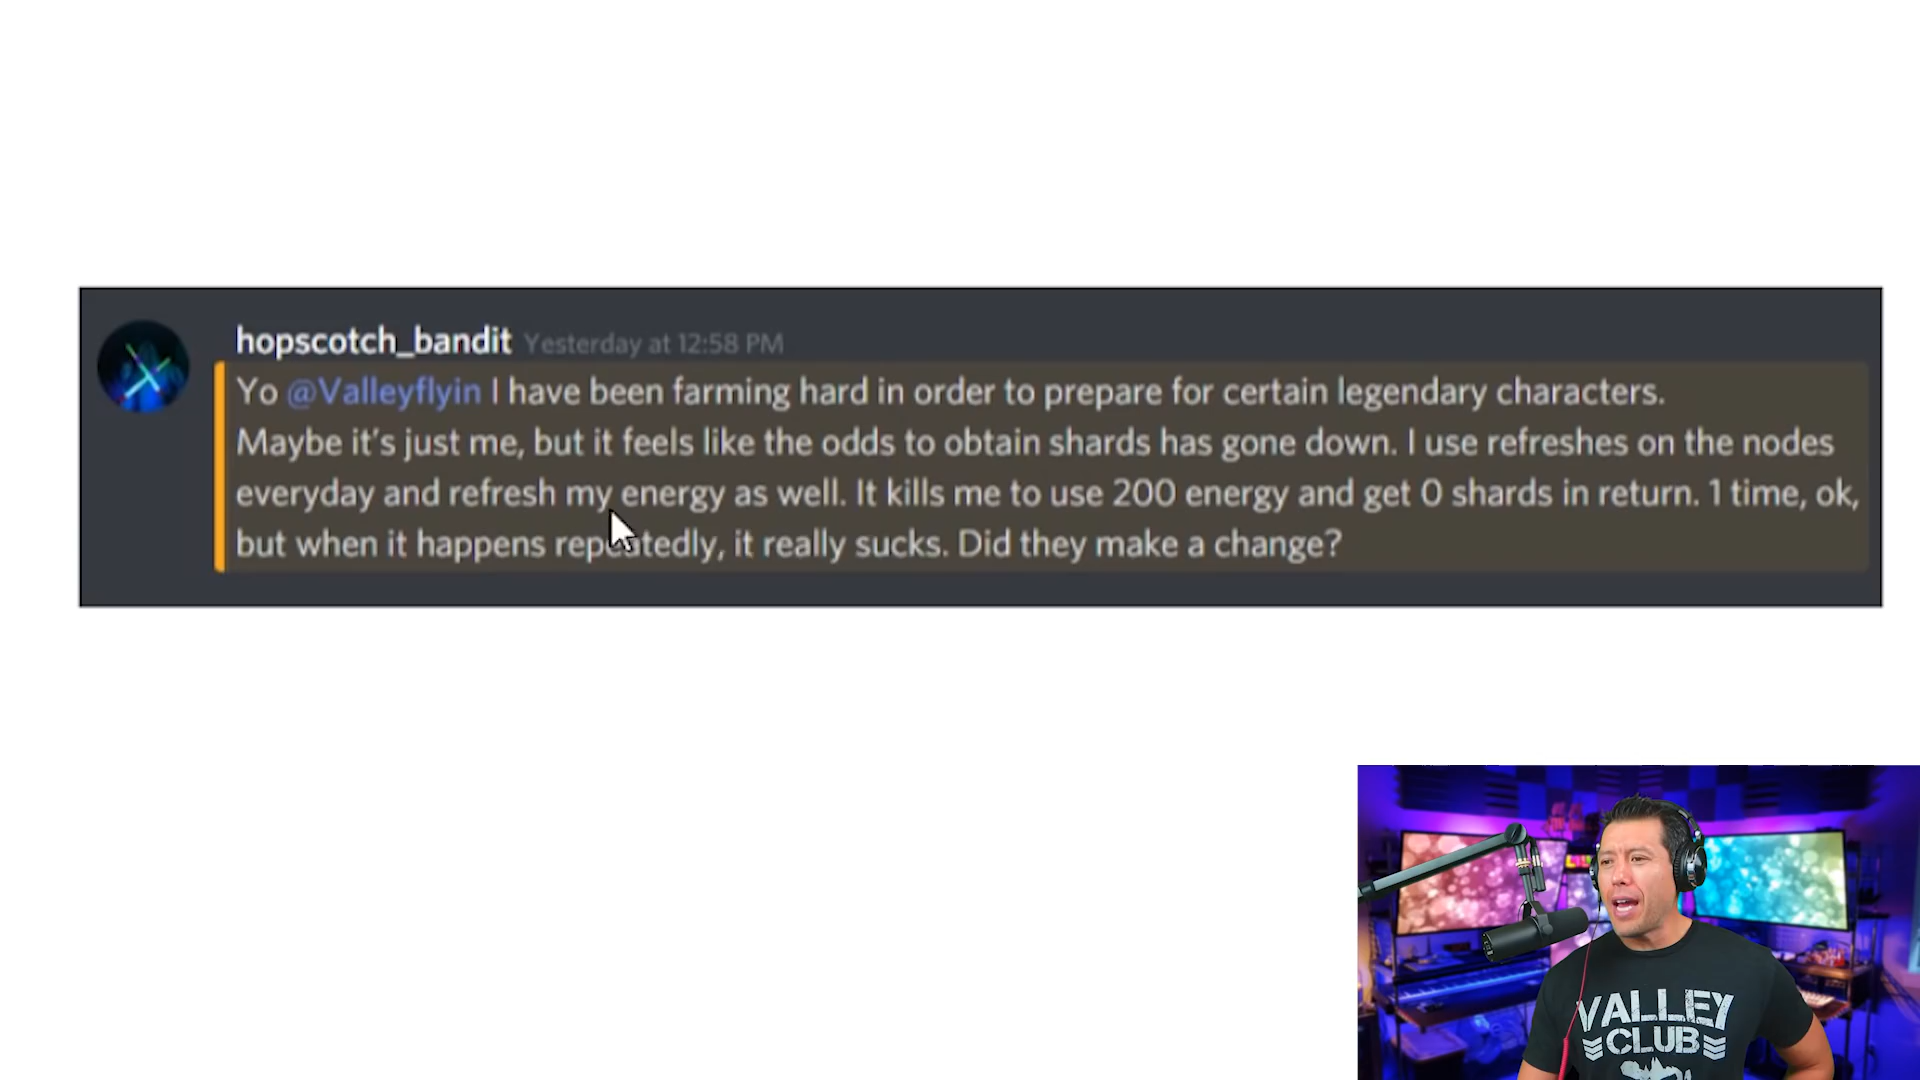 hopscotch_bandit Yesterday at 12:58 PM
Yo @Valleyflyin I have been farming hard in order to prepare for certain legendary characters.
Maybe it's just me, but it feels like the odds to obtain shards has gone down. I use refreshes on the nodes
everyday and refresh my energy as well. It kills me to use 200 energy and get 0 shards in return. 1 time, ok,
but when it happens repeatedly, it really sucks. Did they make a change?
VALLEY
CLUB